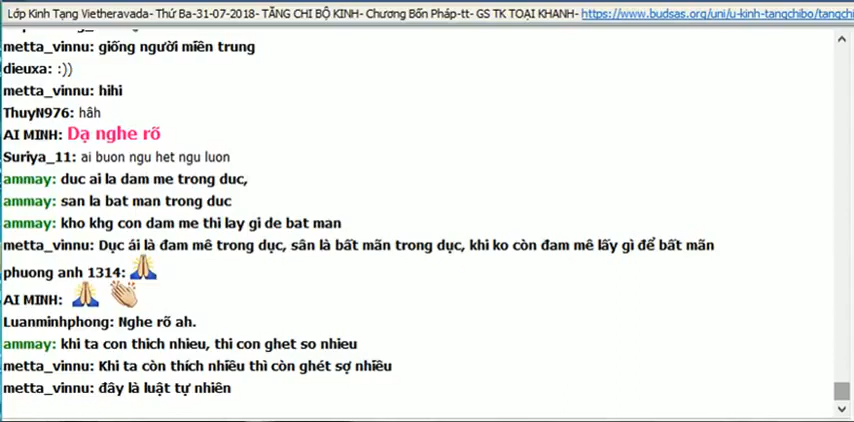 Lớp Kinh Tạng Vietheravada- Thứ Ba-31-07-2018- TĂNG CHI BỘ KINH- Chương Bốn Pháp-tt- GS TK TOẠI KHANH- https://www.budsas.org/uni/u-kinh-tangchibo/tangchi
metta_vinnu: giống người miền trung
dieuxa: :))
metta_vinnu: hihi
ThuyN976: hâh
AI MINH: Dạ nghe rõ
Suriya_11: ai buon ngu het ngu luon
ammay: duc ai la dam me trong duc,
ammay: san la bat man trong duc
ammay: kho khg con dam me thi lay gi de bat man
metta_vinnu: Dục ái là đam mê trong dục, sân là bất mãn trong dục, khi ko còn đam mê lấy gì để bất mãn
phuong anh 1314: 🙏
AI MINH: 🙏 👏
Luanminhphong: Nghe rõ ah.
ammay: khi ta con thich nhieu, thi con ghet so nhieu
metta_vinnu: Khi ta còn thích nhiều thì còn ghét sợ nhiều
metta_vinnu: đây là luật tự nhiên